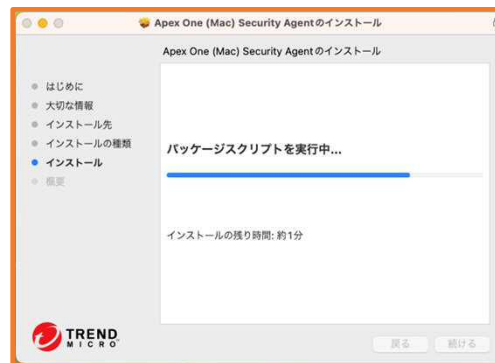 Apex One (Mac) Security Agentのインストール
Apex One (Mac) Security Agentのインストール
はじめに
大切な情報
インストール先
インストールの種類
インストール
概要
パッケージスクリプトを実行中...
インストールの残り時間: 約1分
TREND
MICRO
戻る
続ける